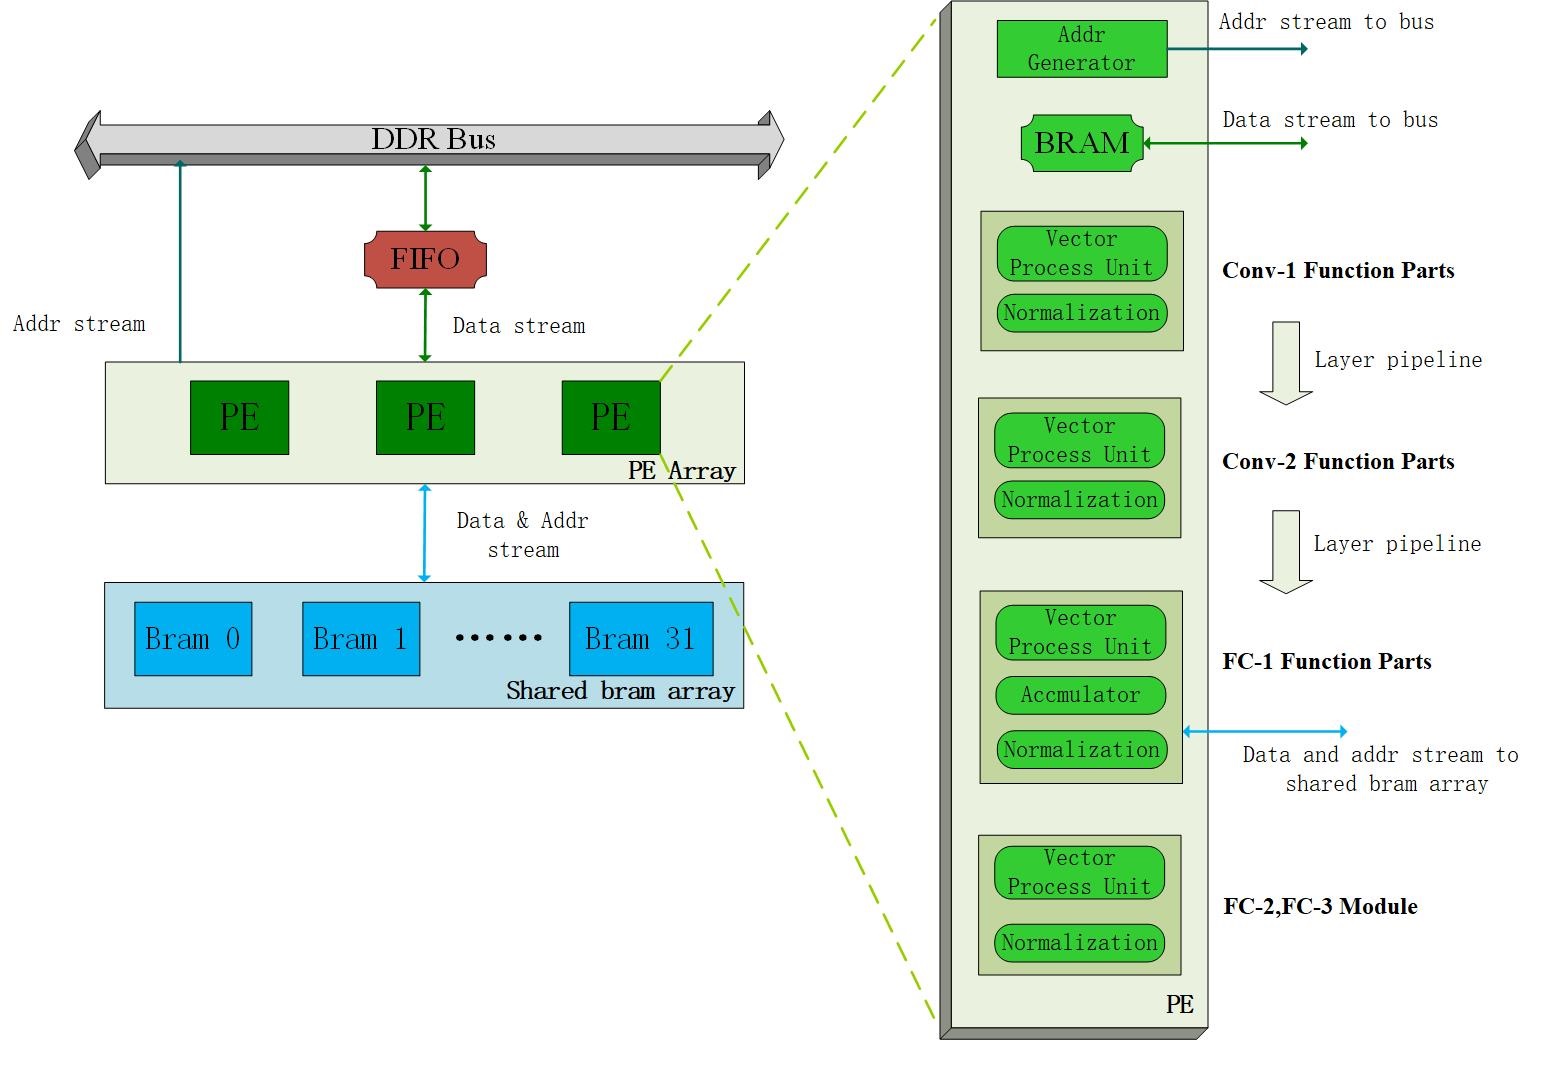 DDR Bus
FIFO
Addr stream
Data stream
PE
PE
PE
PE Array
Data & Addr
stream
Bram 0
Bram 1
······
Bram 31
Shared bram array
Addr
Generator
Addr stream to bus
BRAM
Data stream to bus
Vector
Process Unit
Normalization
Conv-1 Function Parts
Layer pipeline
Vector
Process Unit
Normalization
Conv-2 Function Parts
Layer pipeline
Vector
Process Unit
Accmulator
Normalization
FC-1 Function Parts
Data and addr stream to
shared bram array
Vector
Process Unit
Normalization
FC-2,FC-3 Module
PE